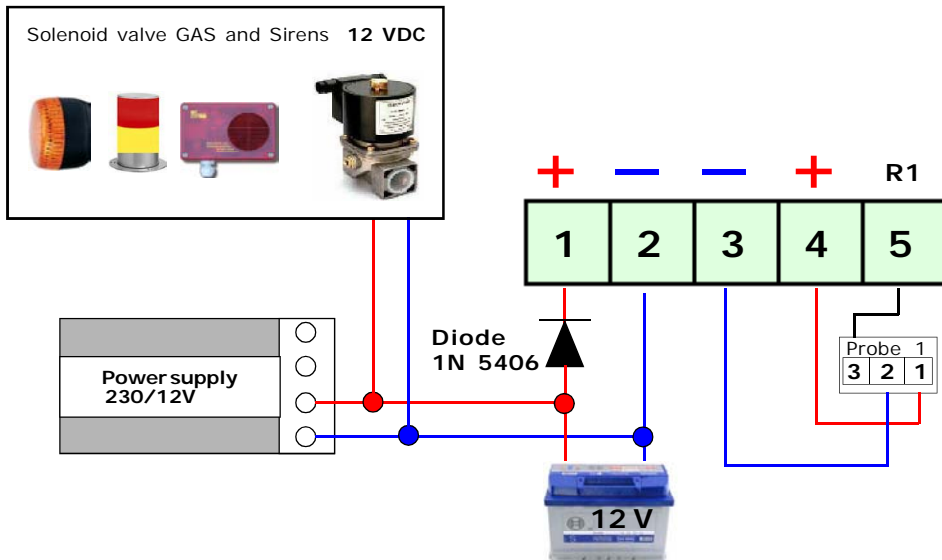 Solenoid valve GAS and Sirens 12 VDC
+ — — + R1
1 2 3 4 5
Diode
1N 5406
Probe 1
3 2 1
Power supply
230/12V
12 V